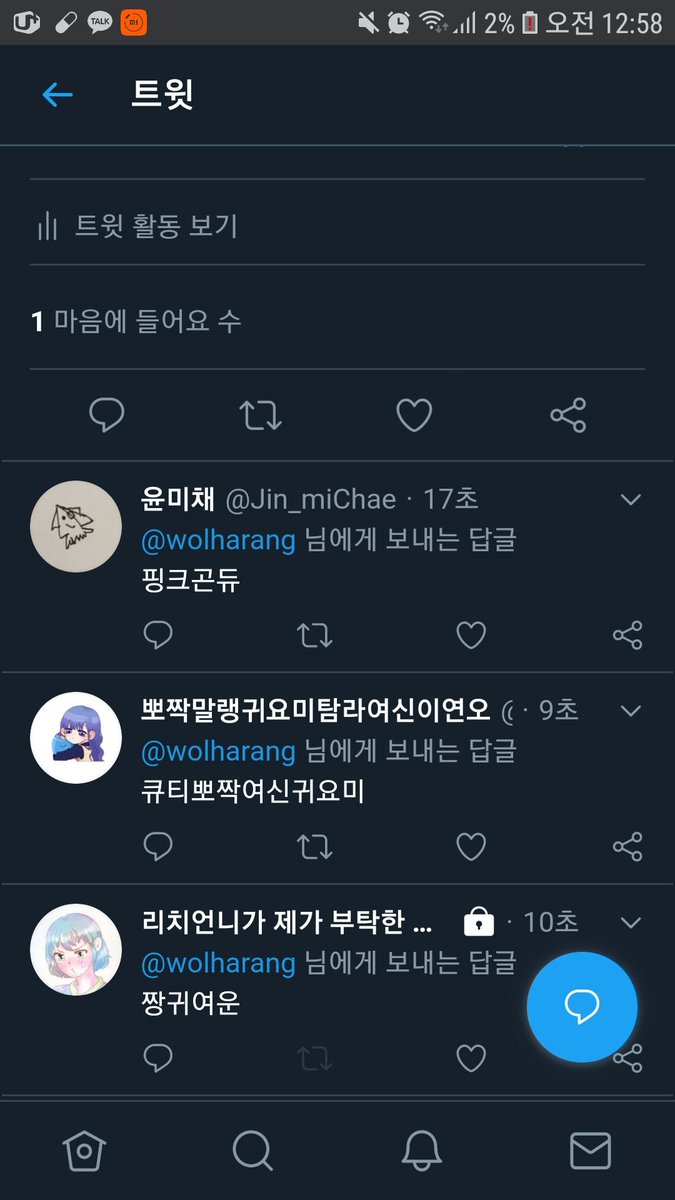 TALK MI 2% 오전 12:58
트윗
트윗 활동 보기
1 마음에 들어요 수
윤미채 @Jin_miChae · 17초
@wolharang 님에게 보내는 답글
핑크곤듀
뽀짝말랭귀요미탐라여신이연오 @ · 9초
@wolharang 님에게 보내는 답글
큐티뽀짝여신귀요미
리치언니가 제가 부탁한 ... · 10초
@wolharang 님에게 보내는 답글
짱귀여운